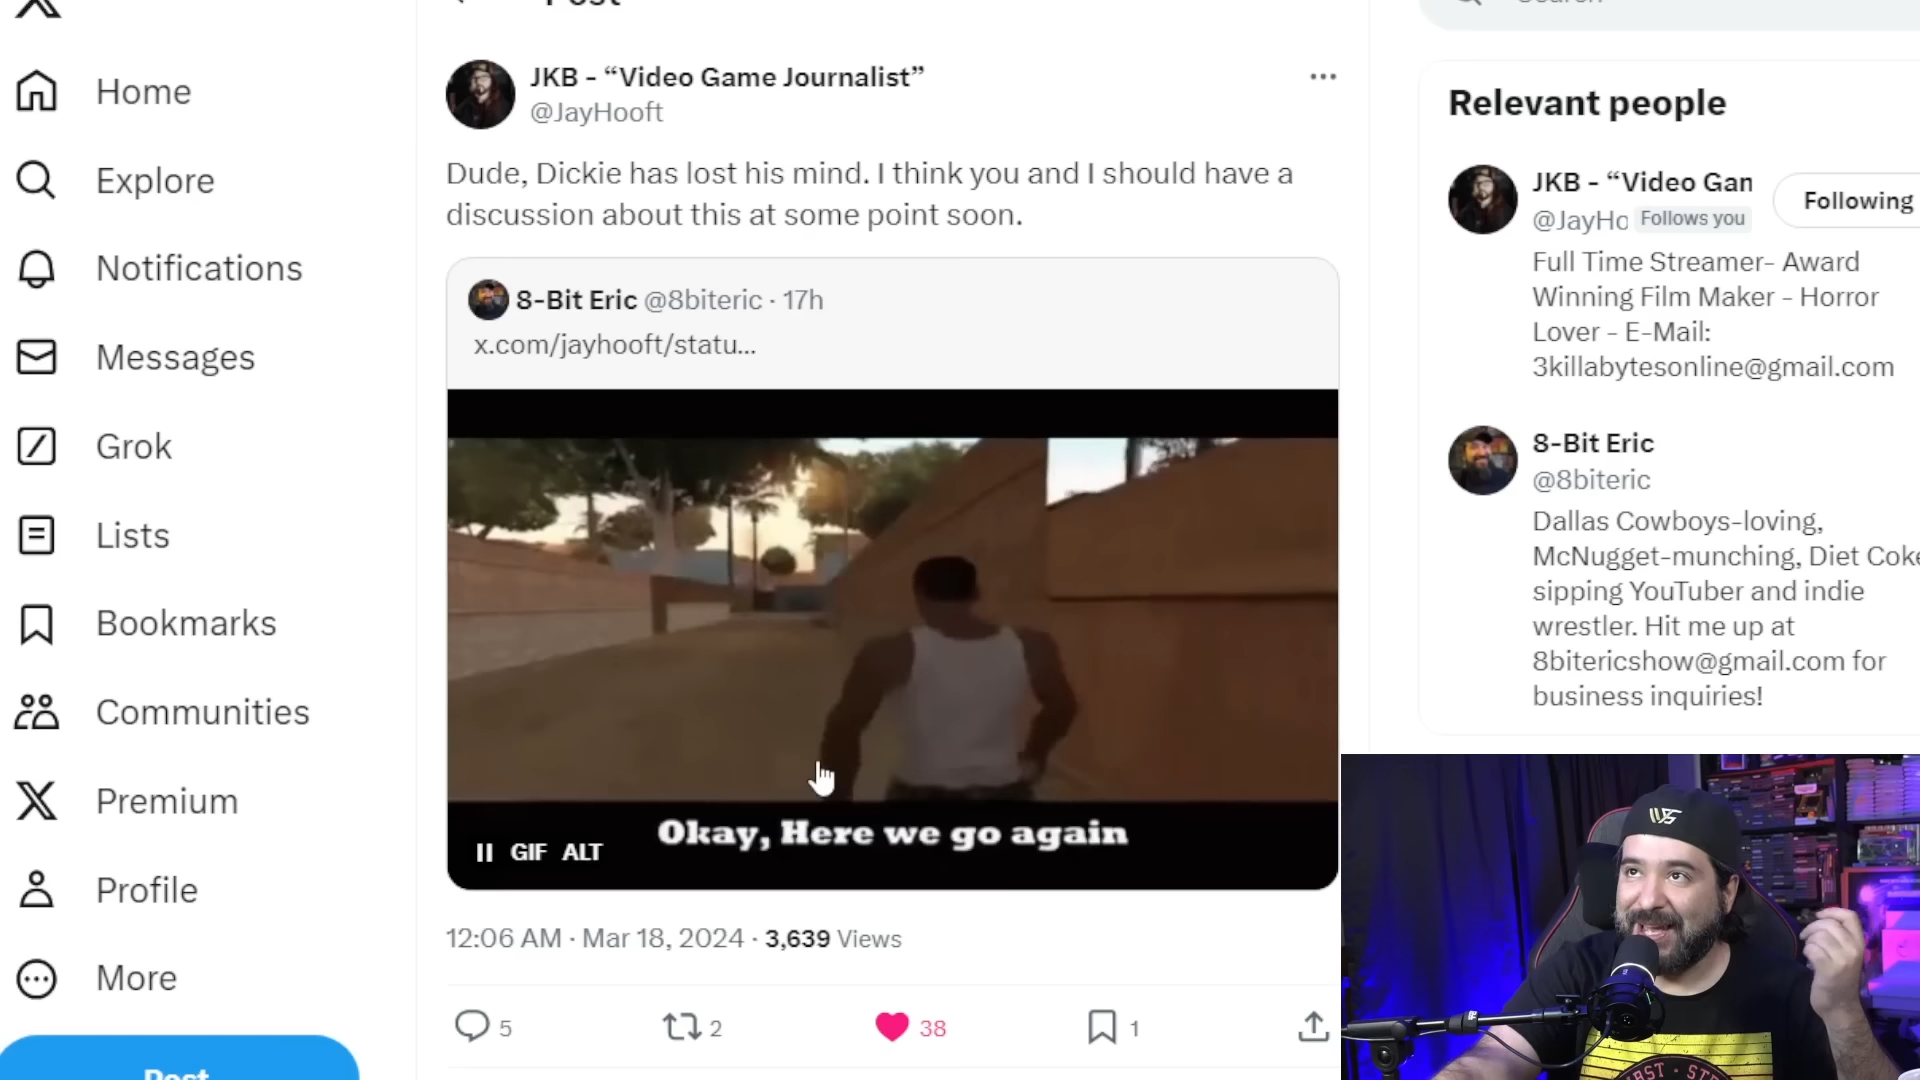 Home
Explore
Notifications
Messages
Grok
Lists
Bookmarks
Communities
Premium
Profile
More
Post
Post
JKB - “Video Game Journalist”
@JayHooft
Dude, Dickie has lost his mind. I think you and I should have a
discussion about this at some point soon.
8-Bit Eric @8biteric · 17h
x.com/jayhooft/statu...
Okay, Here we go again
GIF ALT
12:06 AM · Mar 18, 2024 · 3,639 Views
5
2
38
1
Search
Relevant people
JKB - “Video Gan
@JayHo Follows you
Following
Full Time Streamer- Award
Winning Film Maker - Horror
Lover - E-Mail:
3killabytesonline@gmail.com
8-Bit Eric
@8biteric
Dallas Cowboys-loving,
McNugget-munching, Diet Coke
sipping YouTuber and indie
wrestler. Hit me up at
8bitericshow@gmail.com for
business inquiries!